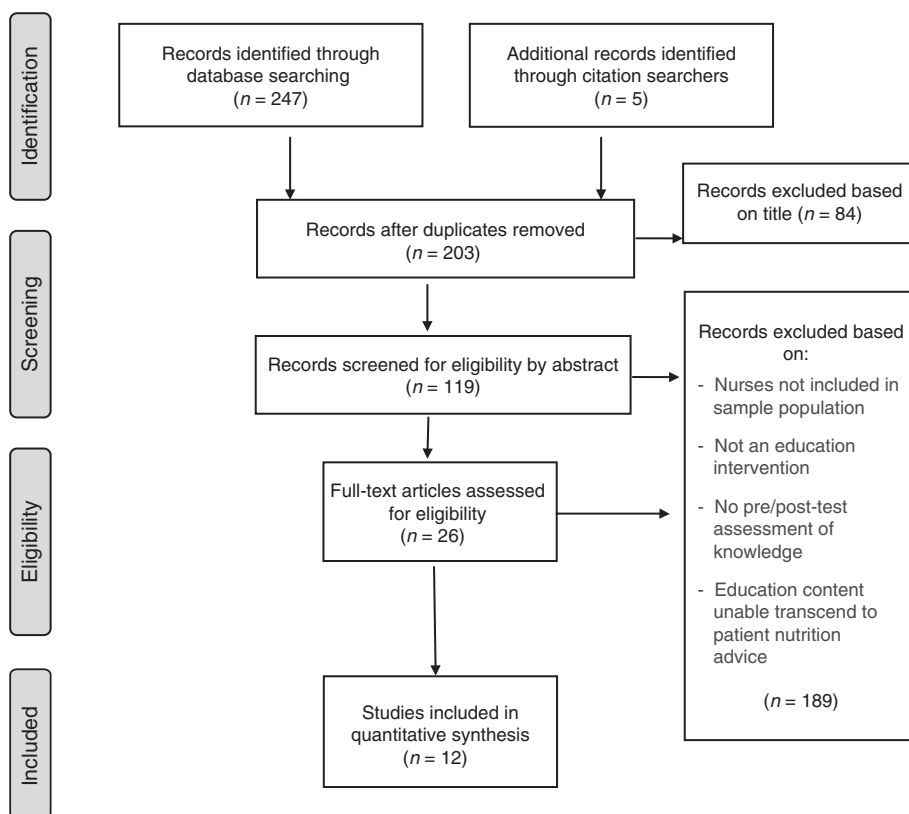 Identification
Records identified through
database searching
(n = 247)
Additional records identified
through citation searchers
(n = 5)
Records after duplicates removed
(n = 203)
Records excluded based
on title (n = 84)
Screening
Records screened for eligibility by abstract
(n = 119)
Records excluded based
on:
- Nurses not included in
sample population
- Not an education
intervention
- No pre/post-test
assessment of
knowledge
- Education content
unable transcend to
patient nutrition
advice
(n = 189)
Eligibility
Full-text articles assessed
for eligibility
(n = 26)
Included
Studies included in
quantitative synthesis
(n = 12)